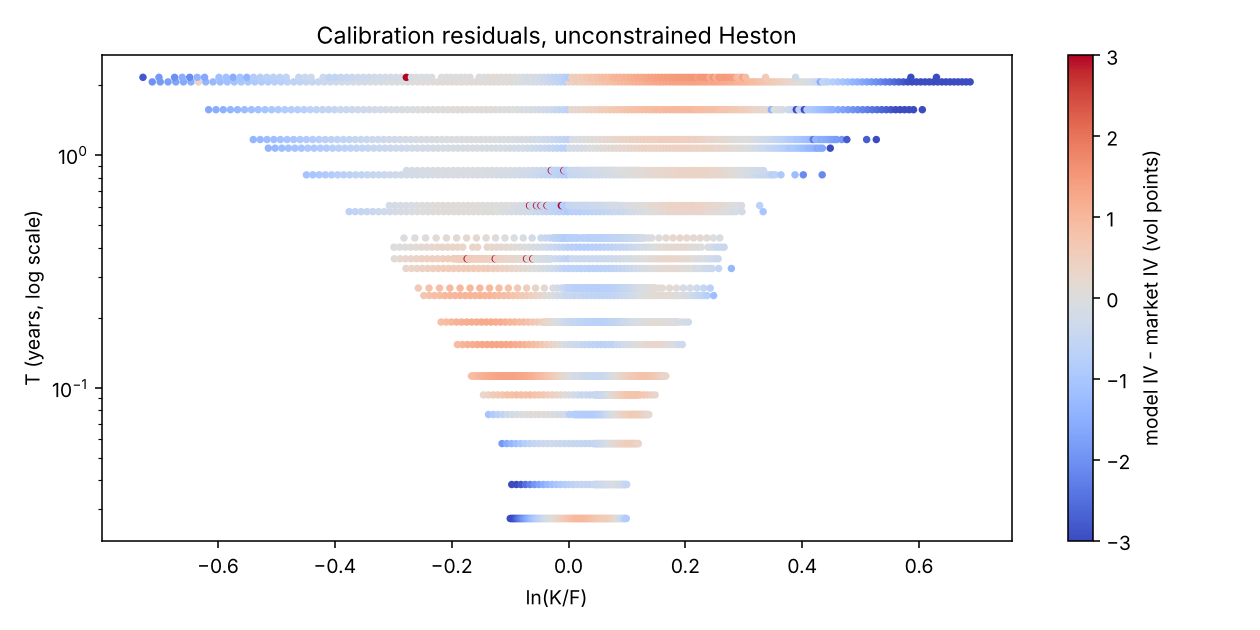 Calibration residuals, unconstrained Heston
T (years, log scale)
10⁰
10⁻¹
−0.6 −0.4 −0.2 0.0 0.2 0.4 0.6
ln(K/F)
3
2
1
0
−1
−2
−3
model IV − market IV (vol points)